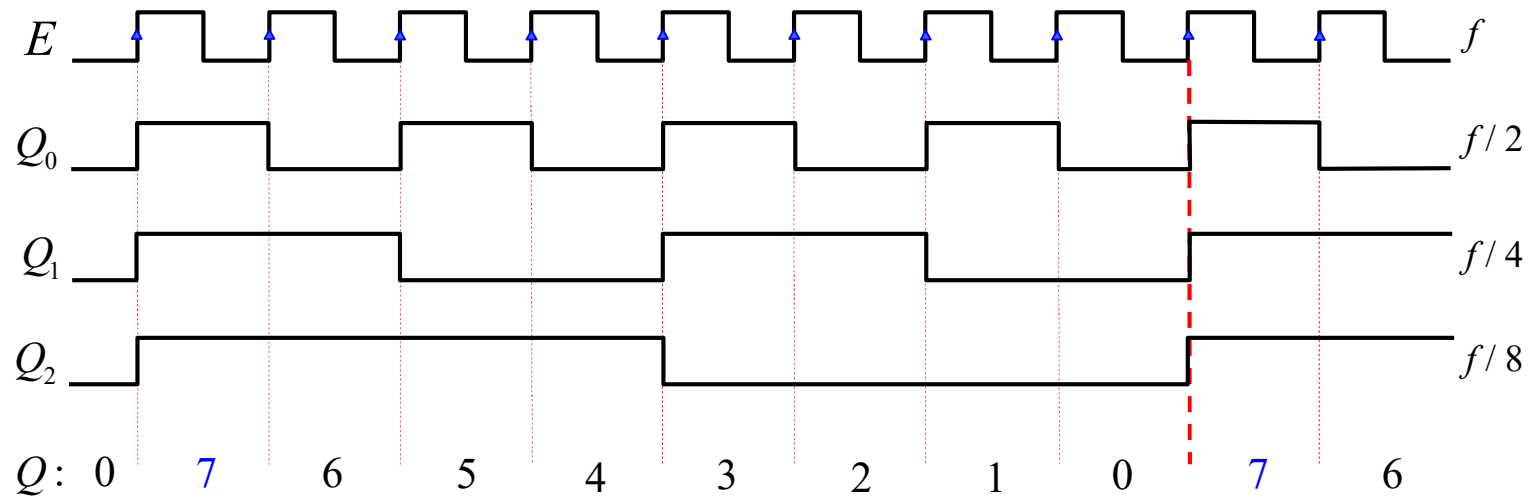 E f
Q₀ f / 2
Q₁ f / 4
Q₂ f / 8
Q: 0 7 6 5 4 3 2 1 0 7 6